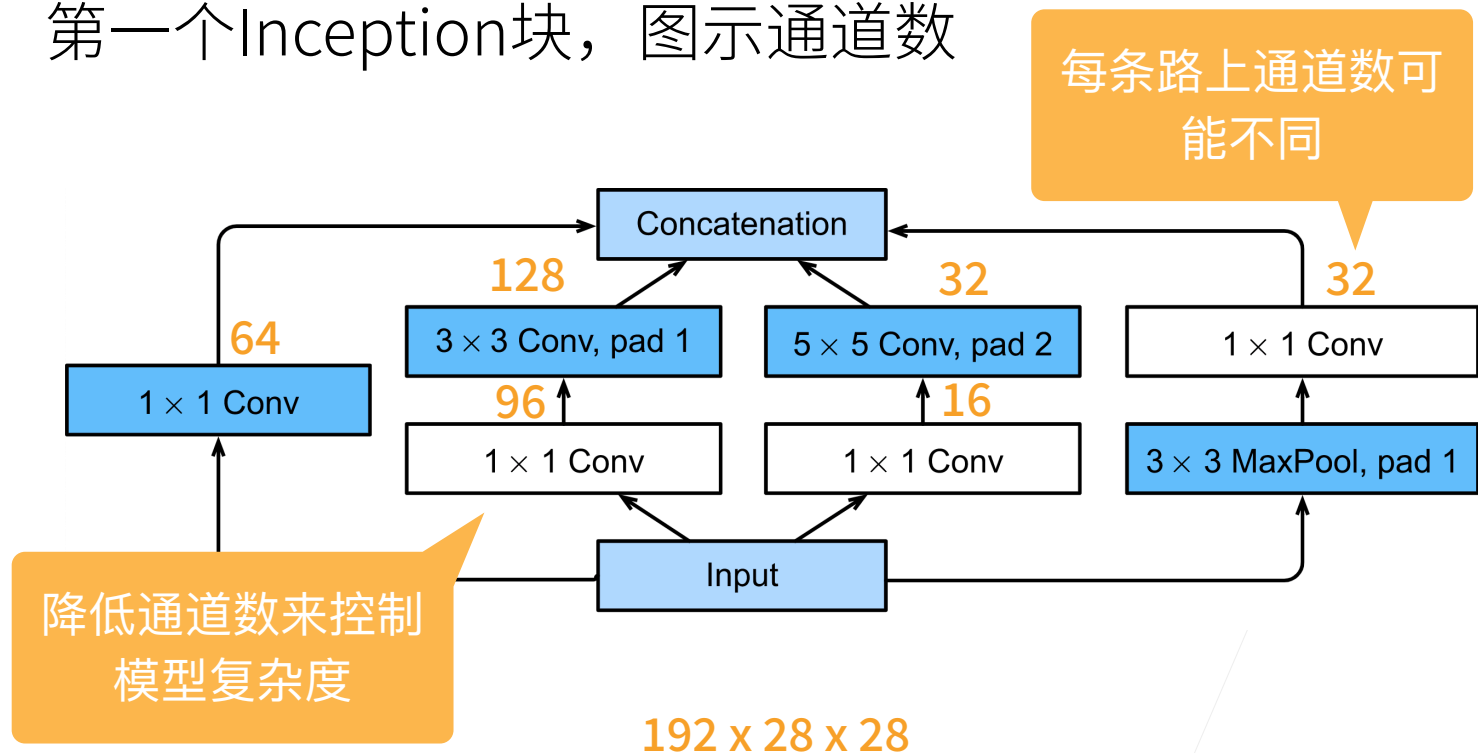 第一个Inception块，图示通道数
每条路上通道数可
能不同
Concatenation
128
32
32
64
3 × 3 Conv, pad 1
5 × 5 Conv, pad 2
1 × 1 Conv
1 × 1 Conv
96
16
1 × 1 Conv
1 × 1 Conv
3 × 3 MaxPool, pad 1
Input
降低通道数来控制
模型复杂度
192 x 28 x 28